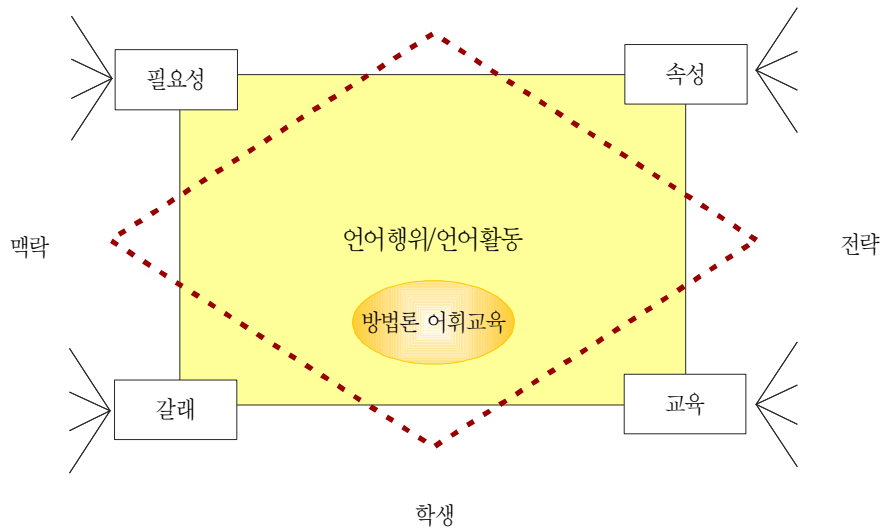 필요성
속성
맥락
언어행위/언어활동
전략
방법론 어휘교육
갈래
교육
학생